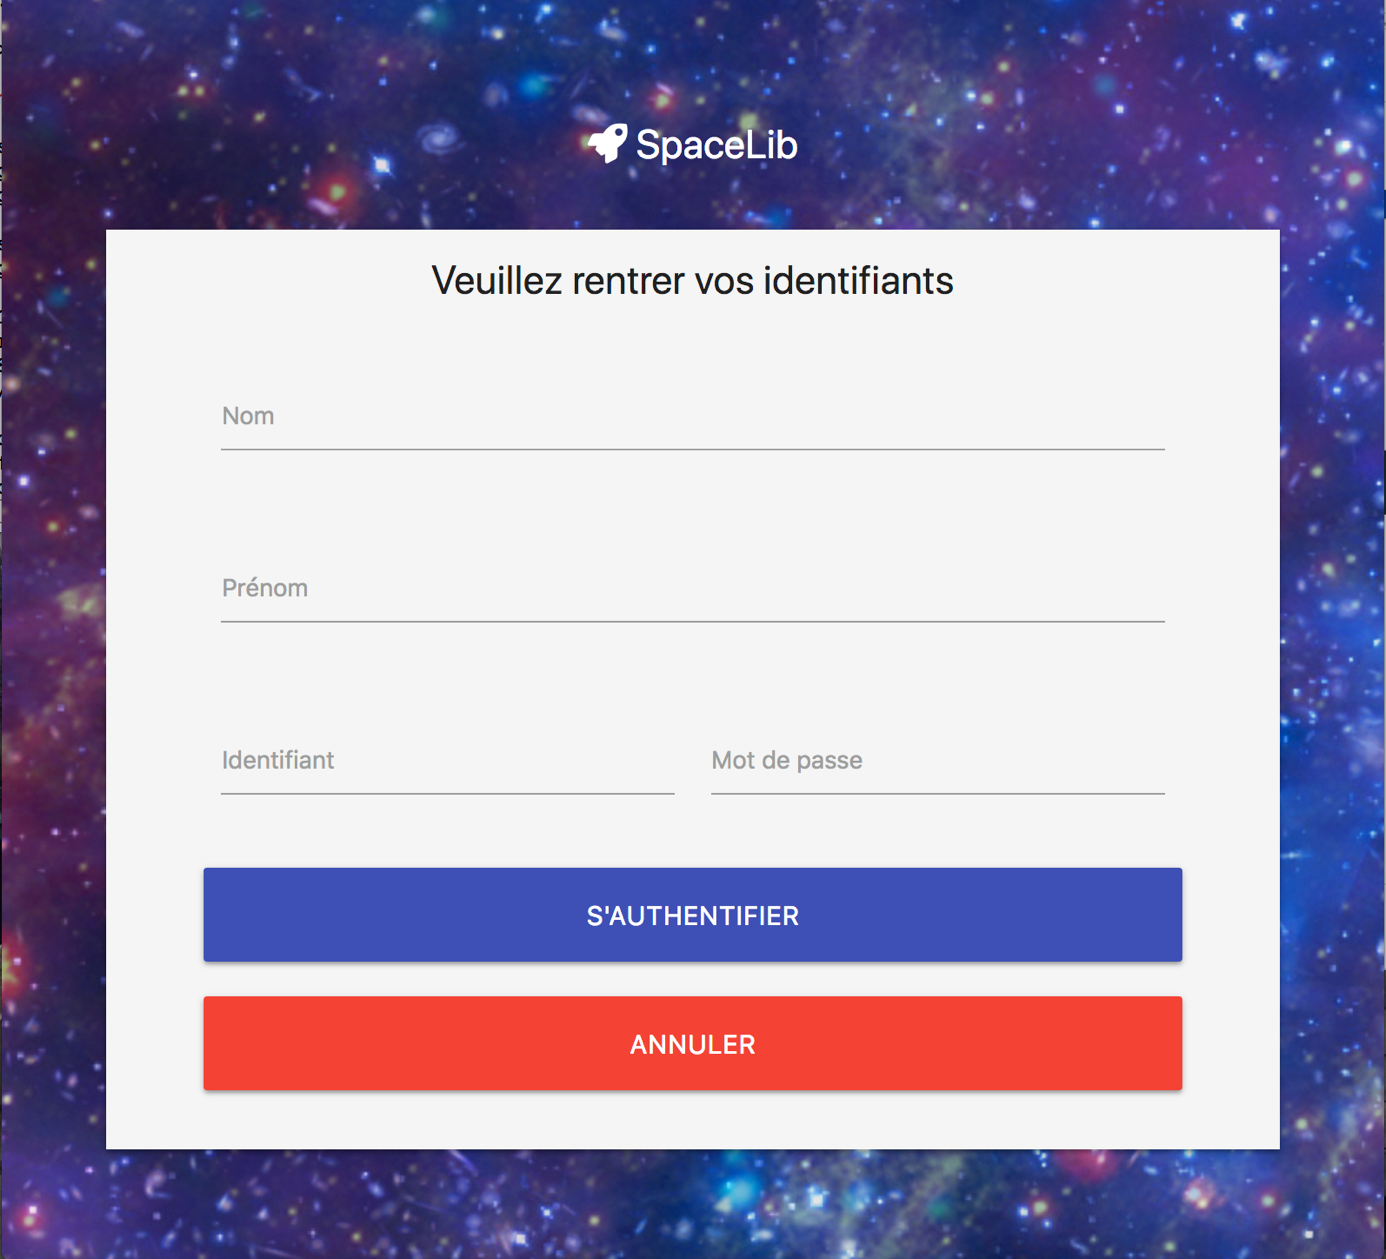 SpaceLib
Veuillez rentrer vos identifiants
Nom
Prénom
Identifiant Mot de passe
S'AUTHENTIFIER
ANNULER